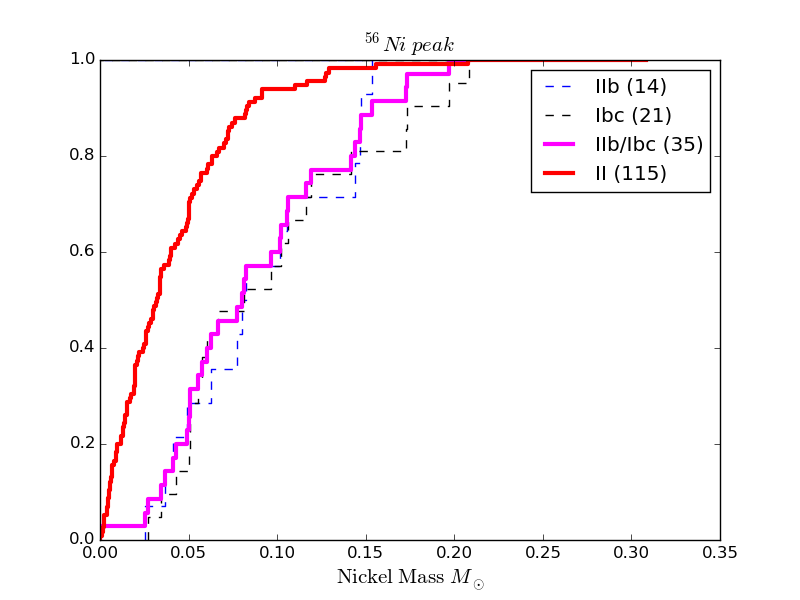 ⁵⁶Ni peak
1.0
0.8
0.6
0.4
0.2
0.0
IIb (14)
Ibc (21)
IIb/Ibc (35)
II (115)
0.00 0.05 0.10 0.15 0.20 0.25 0.30 0.35
Nickel Mass M☉